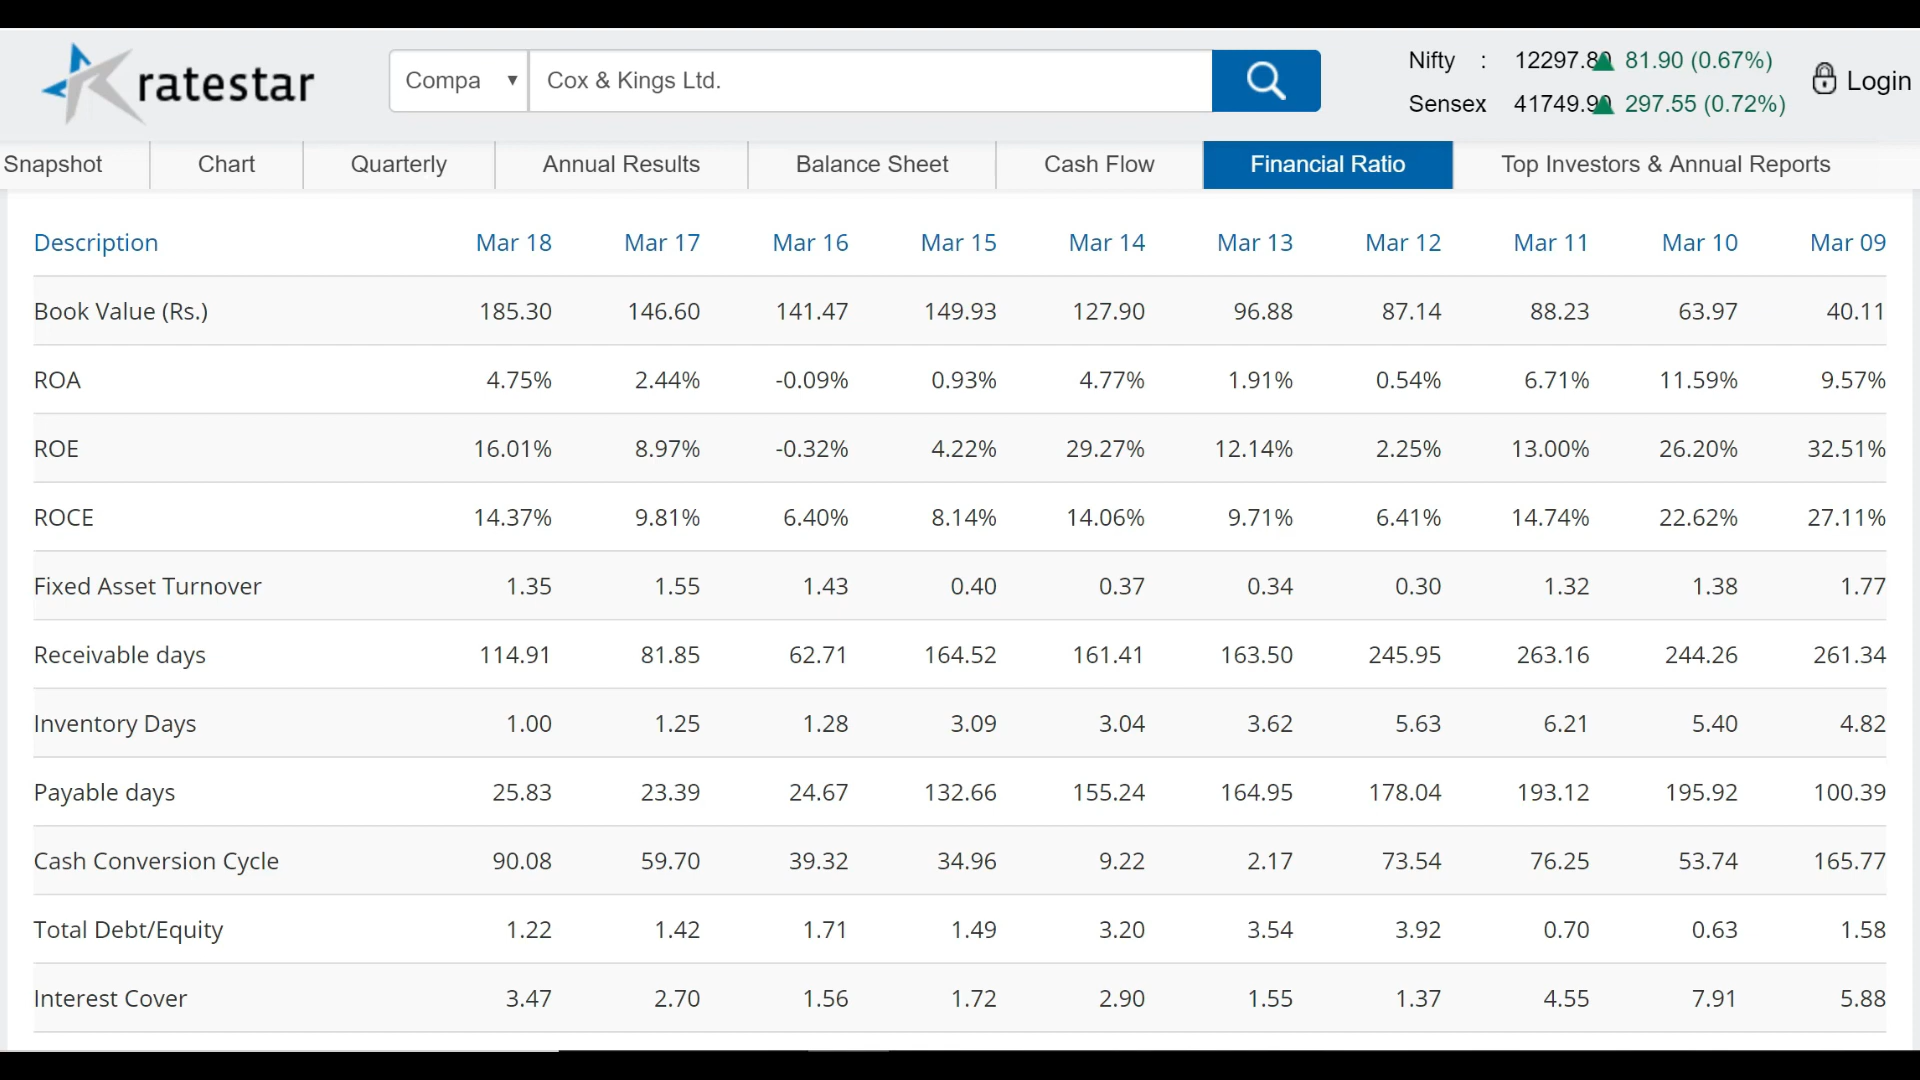 ratestar
Compa ▼ Cox & Kings Ltd.
Nifty : 81.90 (0.67%)
Sensex 297.55 (0.72%)
Login
Snapshot Chart Quarterly Annual Results Balance Sheet Cash Flow Financial Ratio Top Investors & Annual Reports
Description Mar 18 Mar 17 Mar 16 Mar 15 Mar 14 Mar 13 Mar 12 Mar 11 Mar 10 Mar 09
Book Value (Rs.) 185.30 146.60 141.47 149.93 127.90 96.88 87.14 88.23 63.97 40.11
ROA 4.75% 2.44% -0.09% 0.93% 4.77% 1.91% 0.54% 6.71% 11.59% 9.57%
ROE 16.01% 8.97% -0.32% 4.22% 29.27% 12.14% 2.25% 13.00% 26.20% 32.51%
ROCE 14.37% 9.81% 6.40% 8.14% 14.06% 9.71% 6.41% 14.74% 22.62% 27.11%
Fixed Asset Turnover 1.35 1.55 1.43 0.40 0.37 0.34 0.30 1.32 1.38 1.77
Receivable days 114.91 81.85 62.71 164.52 161.41 163.50 245.95 263.16 244.26 261.34
Inventory Days 1.00 1.25 1.28 3.09 3.04 3.62 5.63 6.21 5.40 4.82
Payable days 25.83 23.39 24.67 132.66 155.24 164.95 178.04 193.12 195.92 100.39
Cash Conversion Cycle 90.08 59.70 39.32 34.96 9.22 2.17 73.54 76.25 53.74 165.77
Total Debt/Equity 1.22 1.42 1.71 1.49 3.20 3.54 3.92 0.70 0.63 1.58
Interest Cover 3.47 2.70 1.56 1.72 2.90 1.55 1.37 4.55 7.91 5.88